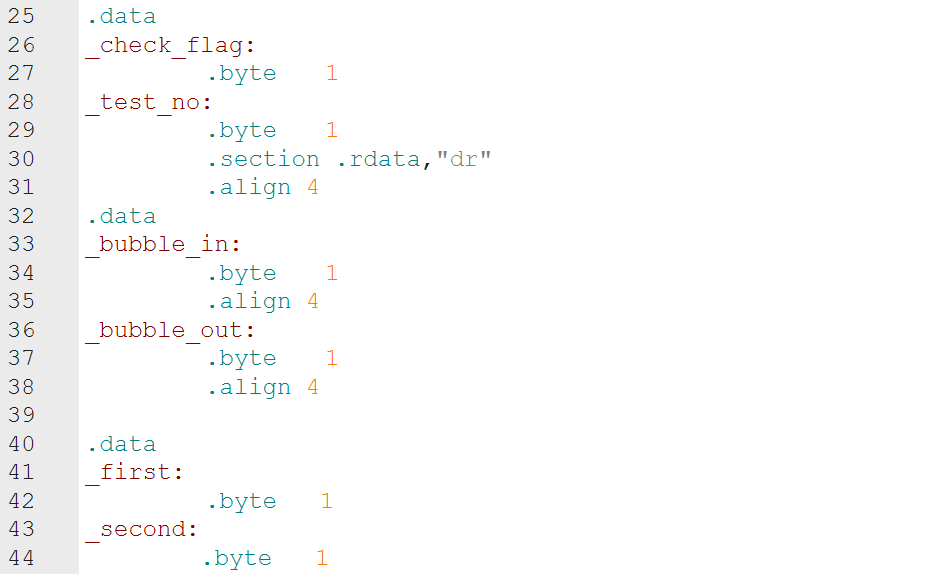 25 .data
26 _check_flag:
27 .byte 1
28 _test_no:
29 .byte 1
30 .section .rdata,"dr"
31 .align 4
32 .data
33 _bubble_in:
34 .byte 1
35 .align 4
36 _bubble_out:
37 .byte 1
38 .align 4
39
40 .data
41 _first:
42 .byte 1
43 _second:
44 .byte 1